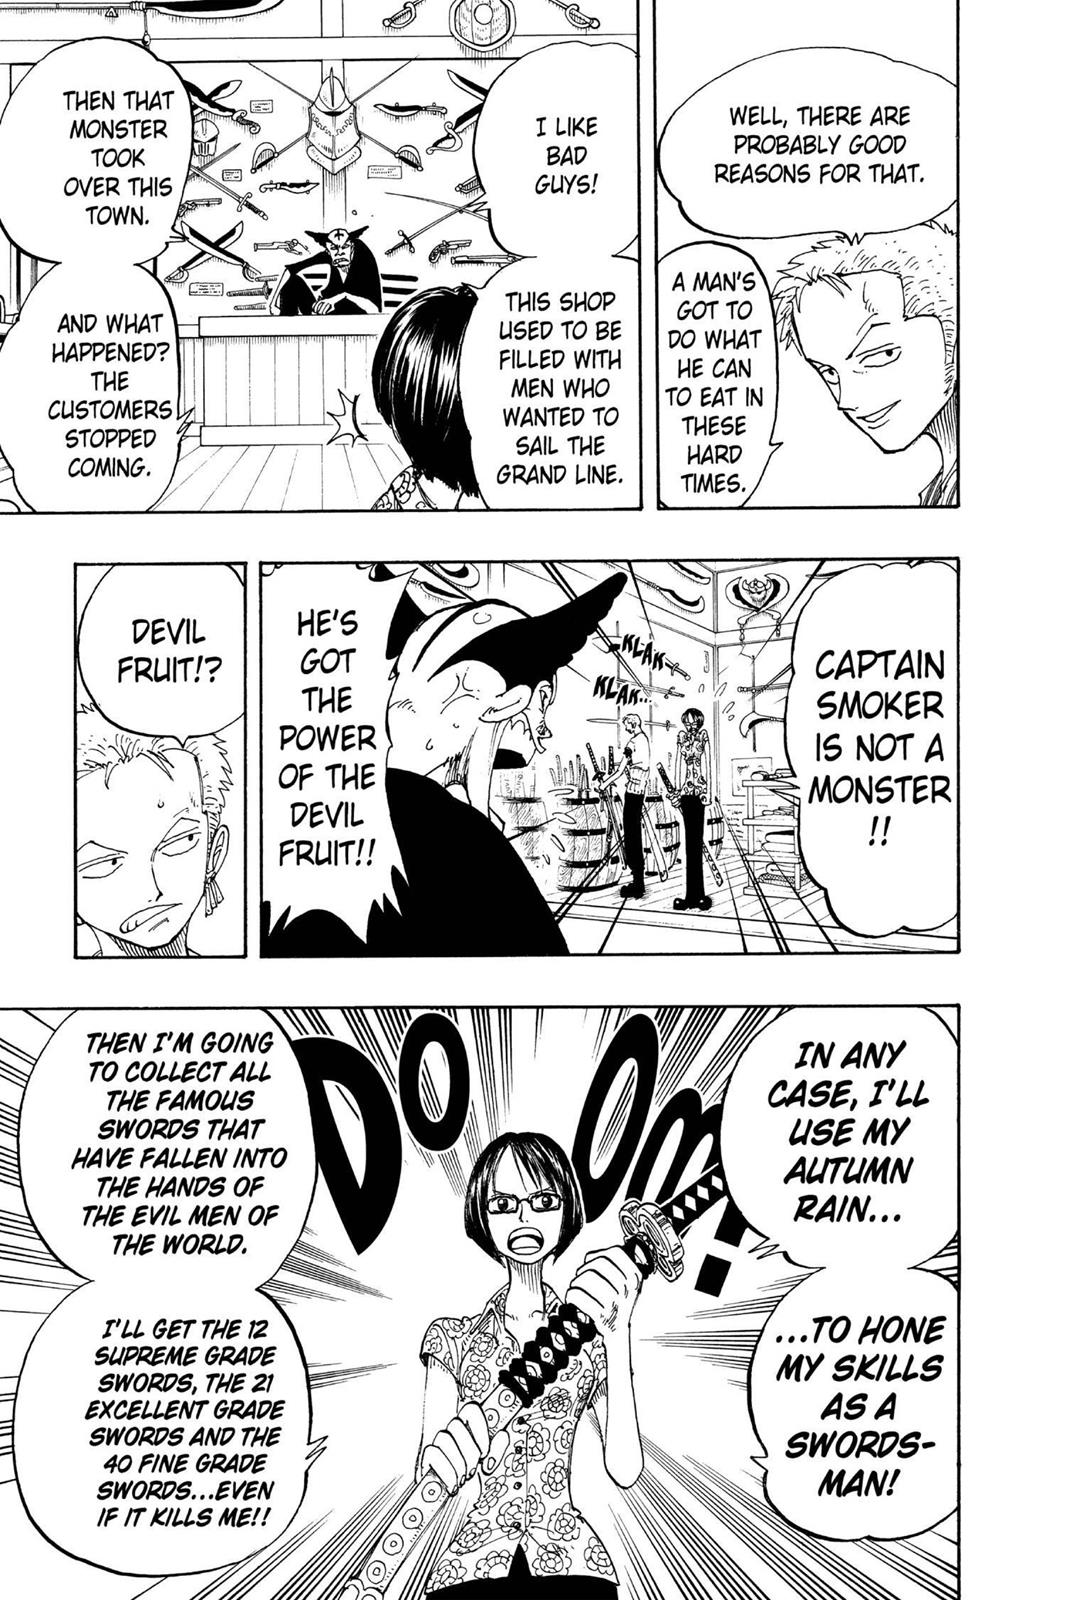 WELL, THERE ARE
PROBABLY GOOD
REASONS FOR THAT.
A MAN'S
GOT TO
DO WHAT
HE CAN
TO EAT IN
THESE
HARD
TIMES.
I LIKE
BAD
GUYS!
THIS SHOP
USED TO BE
FILLED WITH
MEN WHO
WANTED TO
SAIL THE
GRAND LINE.
THEN THAT
MONSTER
TOOK
OVER THIS
TOWN.
AND WHAT
HAPPENED?
THE
CUSTOMERS
STOPPED
COMING.
CAPTAIN
SMOKER
IS NOT A
MONSTER
!!
KLAK
KLAK...
HE'S
GOT
THE
POWER
OF THE
DEVIL
FRUIT!!
DEVIL
FRUIT!?
IN ANY
CASE, I'LL
USE MY
AUTUMN
RAIN...
...TO HONE
MY SKILLS
AS A
SWORDS-
MAN!
DOOM!
THEN I'M GOING
TO COLLECT ALL
THE FAMOUS
SWORDS THAT
HAVE FALLEN INTO
THE HANDS OF
THE EVIL MEN OF
THE WORLD.
I'LL GET THE 12
SUPREME GRADE
SWORDS, THE 21
EXCELLENT GRADE
SWORDS AND THE
40 FINE GRADE
SWORDS...EVEN
IF IT KILLS ME!!